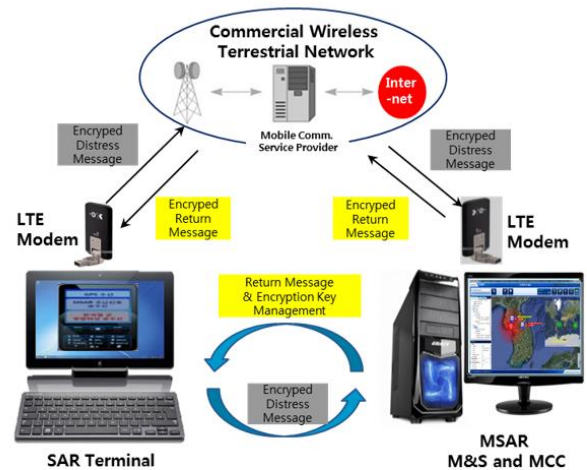 Commercial Wireless
Terrestrial Network
Inter
-net
Mobile Comm.
Service Provider
Encryped
Distress
Message
Encryped
Distress
Message
Encryped
Return
Message
Encryped
Return
Message
LTE
Modem
LTE
Modem
Return Message
& Encryption Key
Management
Encryped
Distress
Message
SAR Terminal
MSAR
M&S and MCC